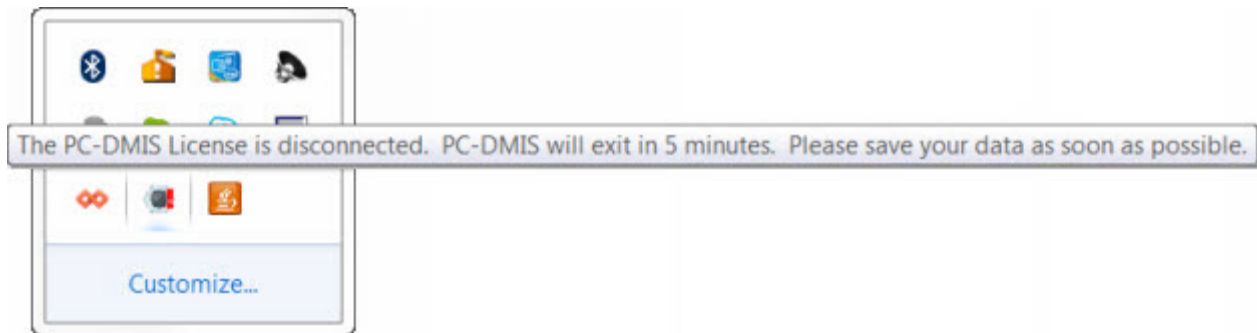 The PC-DMIS License is disconnected. PC-DMIS will exit in 5 minutes. Please save your data as soon as possible.
Customize...